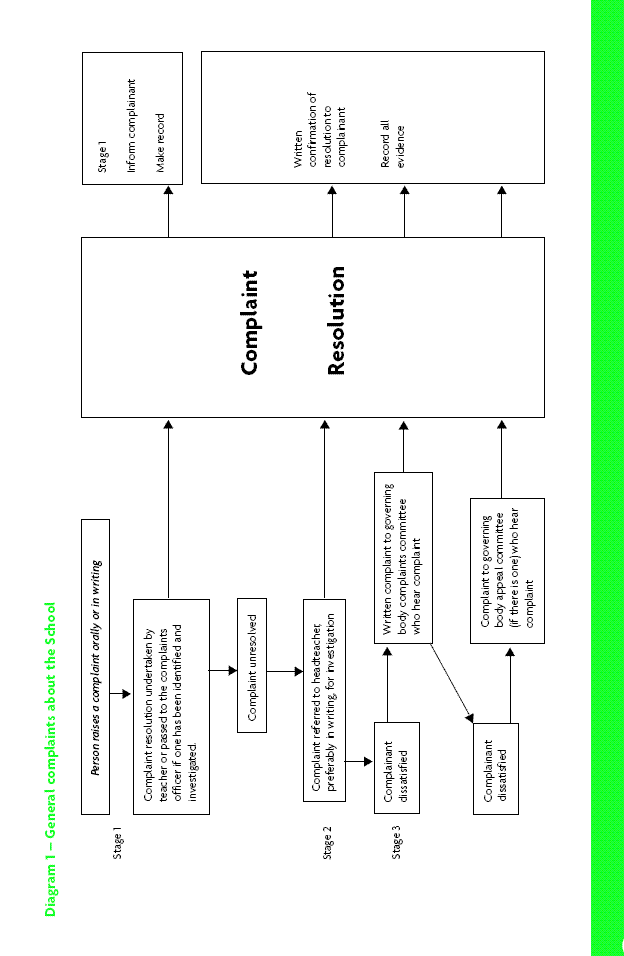 Diagram 1 – General complaints about the School
Stage 1
Person raises a complaint orally or in writing
Complaint resolution undertaken by
teacher or passed to the complaints
officer if one has been identified and
investigated.
Complaint unresolved
Stage 2
Complaint referred to headteacher,
preferably in writing, for investigation
Stage 3
Complainant
dissatisfied
Written complaint to governing
body complaints committee
who hear complaint
Complainant
dissatisfied
Complaint to governing
body appeal committee
(if there is one) who hear
complaint
Complaint
Resolution
Stage 1
Inform complainant
Make record
Written
confirmation of
resolution to
complainant
Record all
evidence